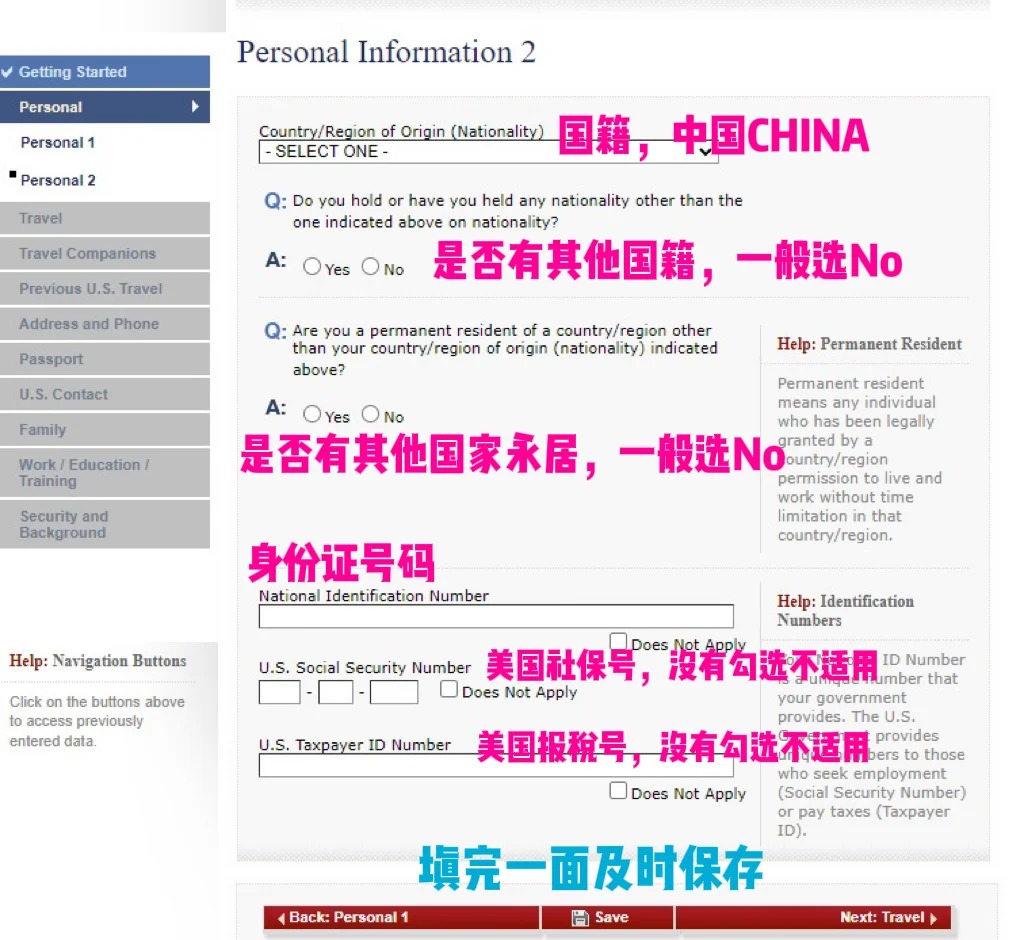 Personal Information 2
Getting Started
Personal
Personal 1
Personal 2
Travel
Travel Companions
Previous U.S. Travel
Address and Phone
Passport
U.S. Contact
Family
Work / Education /
Training
Security and
Background
Help: Navigation Buttons
Click on the buttons above
to access previously
entered data.
Country/Region of Origin (Nationality)
国籍，中国CHINA
- SELECT ONE -
Q: Do you hold or have you held any nationality other than the
one indicated above on nationality?
A: Yes No
是否有其他国籍，一般选No
Q: Are you a permanent resident of a country/region other
than your country/region of origin (nationality) indicated
above?
A: Yes No
是否有其他国家永居，一般选No
Help: Permanent Resident
Permanent resident
means any individual
who has been legally
granted by a
country/region
permission to live and
work without time
limitation in that
country/region.
身份证号码
National Identification Number
Does Not Apply
U.S. Social Security Number
美国社保号，没有勾选不适用
- -
Does Not Apply
U.S. Taxpayer ID Number
美国报税号，没有勾选不适用
Does Not Apply
Help: Identification
Numbers
ID Number
is a unique number that
your government
provides. The U.S.
provides
to those
who seek employment
(Social Security Number)
or pay taxes (Taxpayer
ID).
填完一面及时保存
Back: Personal 1
Save
Next: Travel